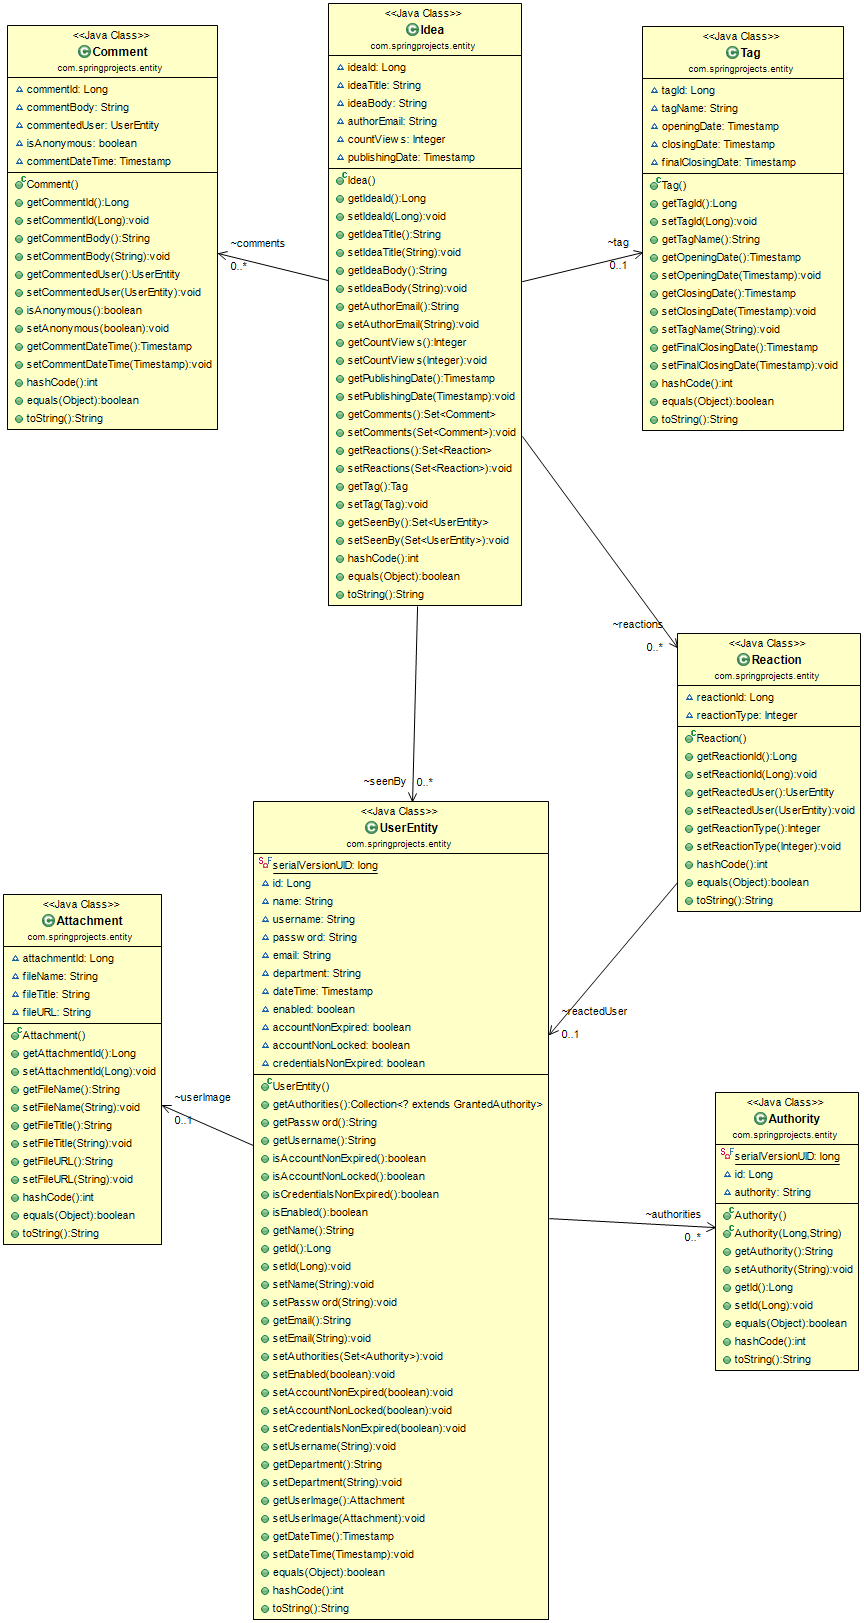 <<Java Class>>
Comment
com.springprojects.entity
commentId: Long
commentBody: String
commentedUser: UserEntity
isAnonymous: boolean
commentDateTime: Timestamp
Comment()
getCommentId():Long
setCommentId(Long):void
getCommentBody():String
setCommentBody(String):void
getCommentedUser():UserEntity
setCommentedUser(UserEntity):void
isAnonymous():boolean
setAnonymous(boolean):void
getCommentDateTime():Timestamp
setCommentDateTime(Timestamp):void
hashCode():int
equals(Object):boolean
toString():String
<<Java Class>>
Idea
com.springprojects.entity
ideaId: Long
ideaTitle: String
ideaBody: String
authorEmail: String
countViews: Integer
publishingDate: Timestamp
Idea()
getIdeaId():Long
setIdeaId(Long):void
getIdeaTitle():String
setIdeaTitle(String):void
getIdeaBody():String
setIdeaBody(String):void
getAuthorEmail():String
setAuthorEmail(String):void
getCountViews():Integer
setCountViews(Integer):void
getPublishingDate():Timestamp
setPublishingDate(Timestamp):void
getComments():Set<Comment>
setComments(Set<Comment>):void
getReactions():Set<Reaction>
setReactions(Set<Reaction>):void
getTag():Tag
setTag(Tag):void
getSeenBy():Set<UserEntity>
setSeenBy(Set<UserEntity>):void
hashCode():int
equals(Object):boolean
toString():String
<<Java Class>>
Tag
com.springprojects.entity
tagId: Long
tagName: String
openingDate: Timestamp
closingDate: Timestamp
finalClosingDate: Timestamp
Tag()
getTagId():Long
setTagId(Long):void
getTagName():String
getOpeningDate():Timestamp
setOpeningDate(Timestamp):void
getClosingDate():Timestamp
setClosingDate(Timestamp):void
setTagName(String):void
getFinalClosingDate():Timestamp
setFinalClosingDate(Timestamp):void
hashCode():int
equals(Object):boolean
toString():String
~comments
0..*
~tag
0..1
~reactions
0..*
<<Java Class>>
Reaction
com.springprojects.entity
reactionId: Long
reactionType: Integer
Reaction()
getReactionId():Long
setReactionId(Long):void
getReactedUser():UserEntity
setReactedUser(UserEntity):void
getReactionType():Integer
setReactionType(Integer):void
hashCode():int
equals(Object):boolean
toString():String
~seenBy
0..*
<<Java Class>>
UserEntity
com.springprojects.entity
serialVersionUID: long
id: Long
name: String
username: String
password: String
email: String
department: String
dateTime: Timestamp
enabled: boolean
accountNonExpired: boolean
accountNonLocked: boolean
credentialsNonExpired: boolean
UserEntity()
getAuthorities():Collection<? extends GrantedAuthority>
getPassword():String
getUsername():String
isAccountNonExpired():boolean
isAccountNonLocked():boolean
isCredentialsNonExpired():boolean
isEnabled():boolean
getName():String
getId():Long
setId(Long):void
setName(String):void
setPassword(String):void
getEmail():String
setEmail(String):void
setAuthorities(Set<Authority>):void
setEnabled(boolean):void
setAccountNonExpired(boolean):void
setAccountNonLocked(boolean):void
setCredentialsNonExpired(boolean):void
setUsername(String):void
getDepartment():String
setDepartment(String):void
getUserImage():Attachment
setUserImage(Attachment):void
getDateTime():Timestamp
setDateTime(Timestamp):void
equals(Object):boolean
hashCode():int
toString():String
<<Java Class>>
Attachment
com.springprojects.entity
attachmentId: Long
fileName: String
fileTitle: String
fileURL: String
Attachment()
getAttachmentId():Long
setAttachmentId(Long):void
getFileName():String
setFileName(String):void
getFileTitle():String
setFileTitle(String):void
getFileURL():String
setFileURL(String):void
hashCode():int
equals(Object):boolean
toString():String
~userImage
0..1
~reactedUser
0..1
~authorities
0..*
<<Java Class>>
Authority
com.springprojects.entity
serialVersionUID: long
id: Long
authority: String
Authority()
Authority(Long,String)
getAuthority():String
setAuthority(String):void
getId():Long
setId(Long):void
equals(Object):boolean
hashCode():int
toString():String